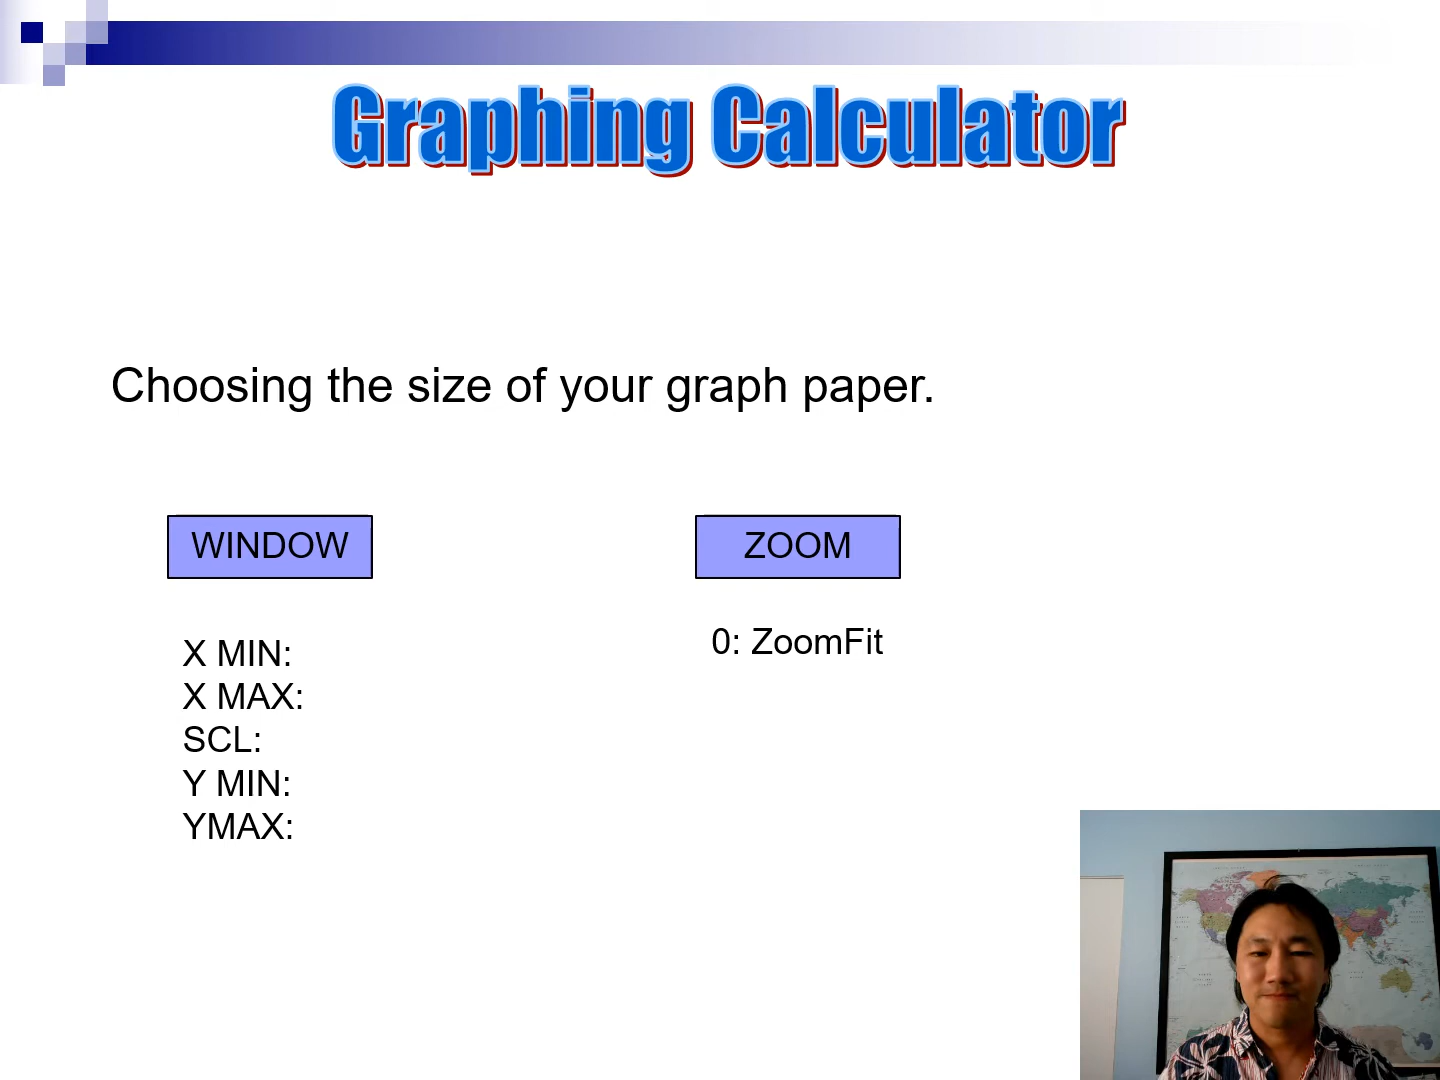 Graphing Calculator
Choosing the size of your graph paper.
WINDOW
ZOOM
X MIN:
X MAX:
SCL:
Y MIN:
YMAX:
0: ZoomFit